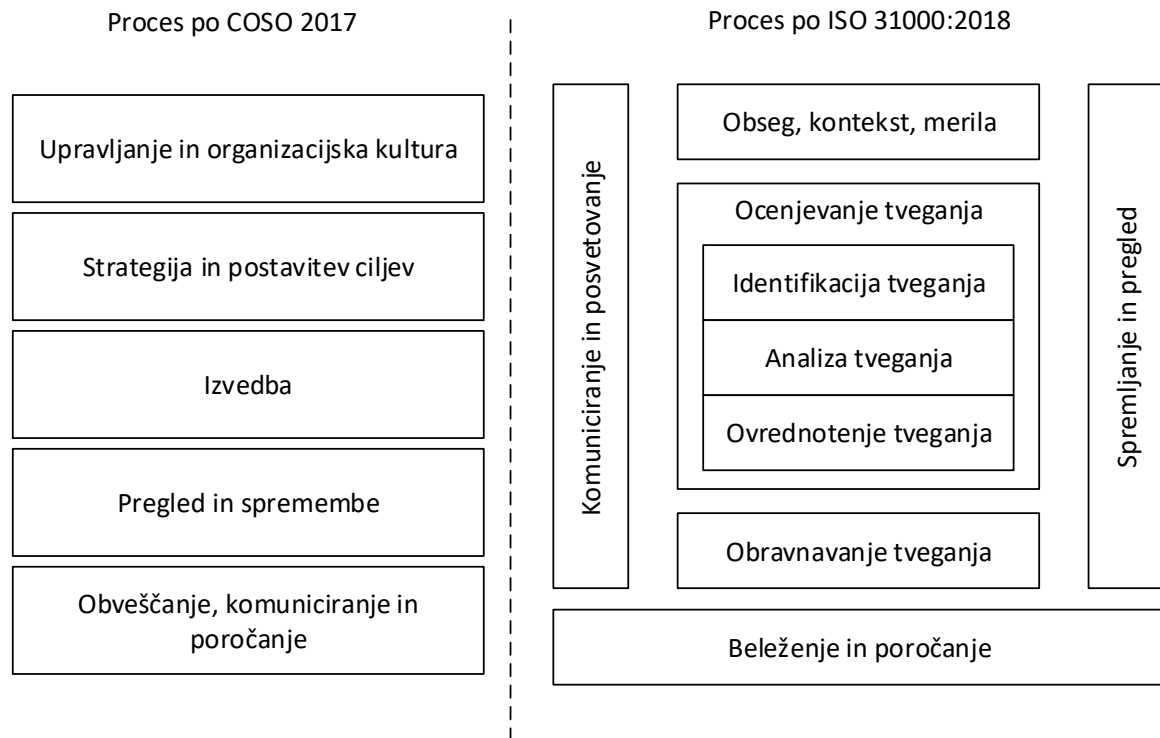 Proces po COSO 2017
Upravljanje in organizacijska kultura
Strategija in postavitev ciljev
Izvedba
Pregled in spremembe
Obveščanje, komuniciranje in
poročanje
Proces po ISO 31000:2018
Komuniciranje in posvetovanje
Obseg, kontekst, merila
Ocenjevanje tveganja
Identifikacija tveganja
Analiza tveganja
Ovrednotenje tveganja
Obravnavanje tveganja
Spremljanje in pregled
Beleženje in poročanje